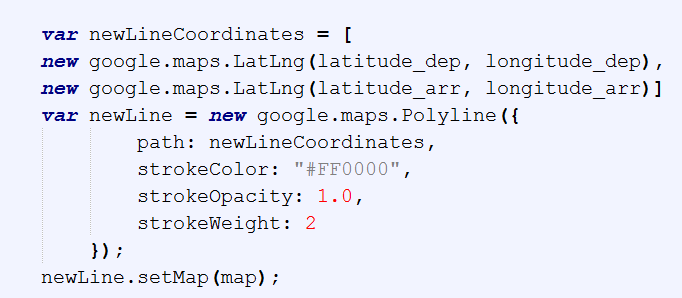 var newLineCoordinates = [
new google.maps.LatLng(latitude_dep, longitude_dep),
new google.maps.LatLng(latitude_arr, longitude_arr)]
var newLine = new google.maps.Polyline({
        path: newLineCoordinates,
        strokeColor: "#FF0000",
        strokeOpacity: 1.0,
        strokeWeight: 2
    });
newLine.setMap(map);